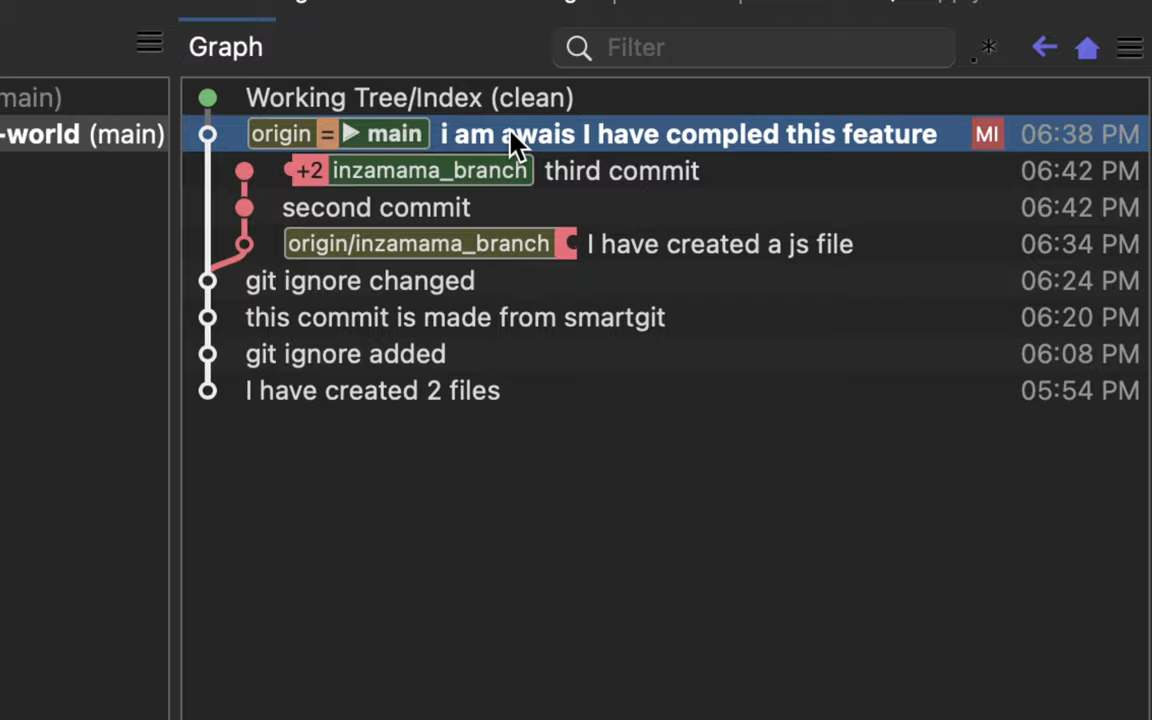 Graph
Filter
.*
main)
Working Tree/Index (clean)
-world (main)
origin = main i am awais I have compled this feature MI 06:38 PM
+2 inzamama_branch third commit 06:42 PM
second commit 06:42 PM
origin/inzamama_branch I have created a js file 06:34 PM
git ignore changed 06:24 PM
this commit is made from smartgit 06:20 PM
git ignore added 06:08 PM
I have created 2 files 05:54 PM